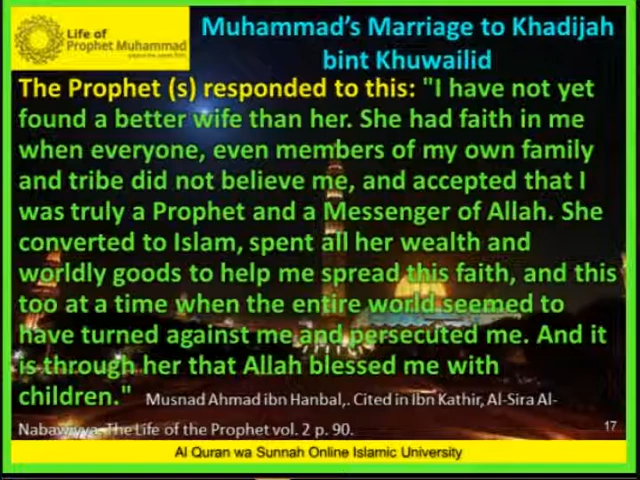 Life of
Prophet Muhammad
Muhammad's Marriage to Khadijah
bint Khuwailid
The Prophet (s) responded to this: "I have not yet
found a better wife than her. She had faith in me
when everyone, even members of my own family
and tribe did not believe me, and accepted that I
was truly a Prophet and a Messenger of Allah. She
converted to Islam, spent all her wealth and
worldly goods to help me spread this faith, and this
too at a time when the entire world seemed to
have turned against me and persecuted me. And it
is through her that Allah blessed me with
children." Musnad Ahmad ibn Hanbal,. Cited in Ibn Kathir, Al-Sira Al-
Nabawiyya: The Life of the Prophet vol. 2 p. 90.
17
Al Quran wa Sunnah Online Islamic University